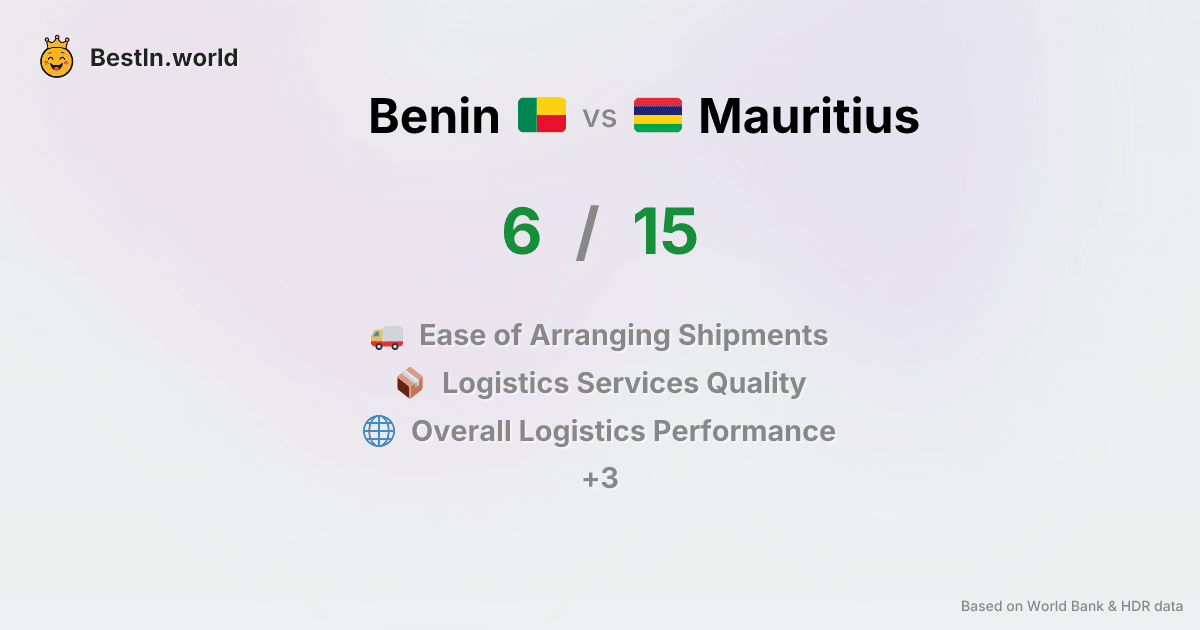 BestIn.world
Benin vs Mauritius
6 / 15
Ease of Arranging Shipments
Logistics Services Quality
Overall Logistics Performance
+3
Based on World Bank & HDR data